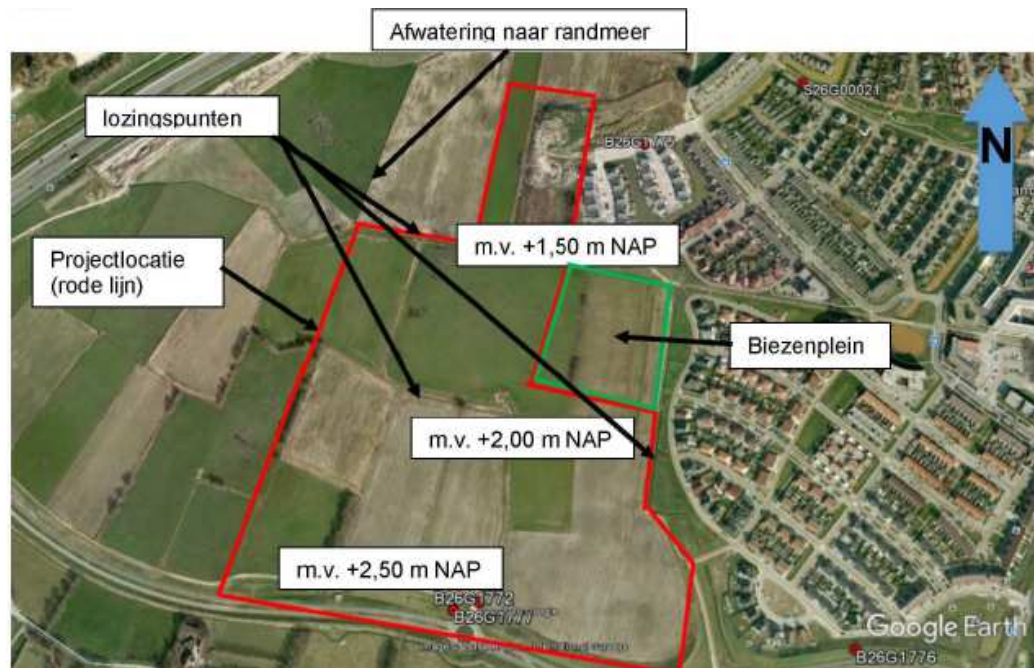 Afwatering naar randmeer
lozingspunten
S26G00021
N
Projectlocatie
(rode lijn)
m.v. +1,50 m NAP
Biezenplein
m.v. +2,00 m NAP
m.v. +2,50 m NAP
B26G1772
B26G1777
Google Earth
B26G1776